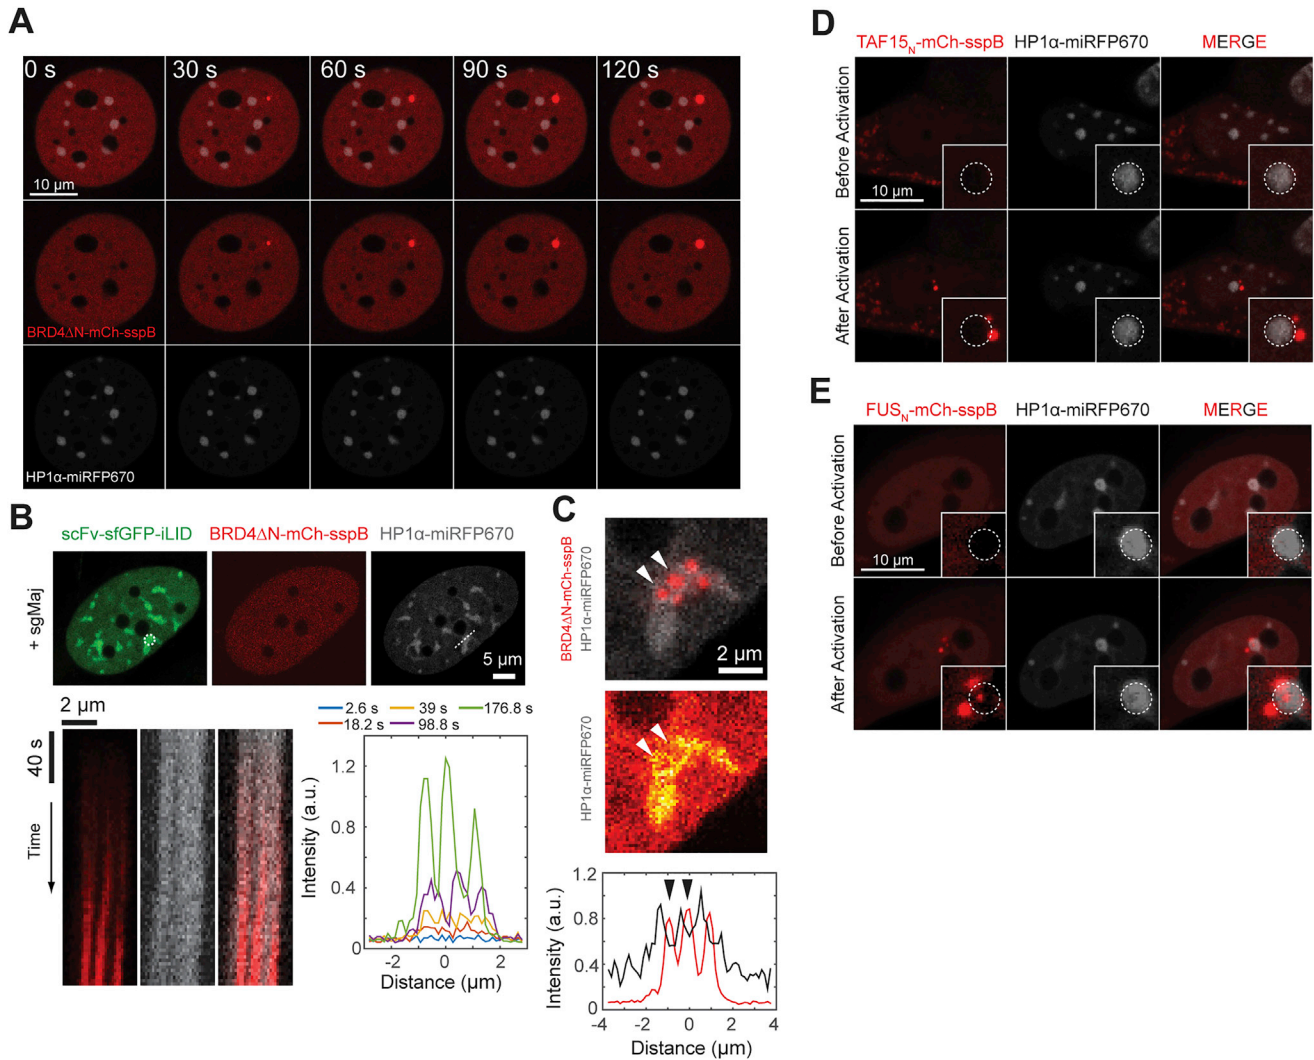 A
0 s
30 s
60 s
90 s
120 s
10 µm
BRD4ΔN-mCh-sspB
HP1α-miRFP670
B
scFv-sfGFP-iLID
BRD4ΔN-mCh-sspB
HP1α-miRFP670
+ sgMaj
5 µm
2 µm
40 s
Time
2.6 s
39 s
176.8 s
18.2 s
98.8 s
Intensity (a.u.)
1.2
0.8
0.4
0
-2
0
2
Distance (µm)
C
BRD4ΔN-mCh-sspB
HP1α-miRFP670
2 µm
HP1α-miRFP670
Intensity (a.u.)
1.2
0.8
0.4
0
-4
-2
0
2
4
Distance (µm)
D
TAF15N-mCh-sspB
HP1α-miRFP670
MERGE
Before Activation
10 µm
After Activation
E
FUSN-mCh-sspB
HP1α-miRFP670
MERGE
Before Activation
10 µm
After Activation